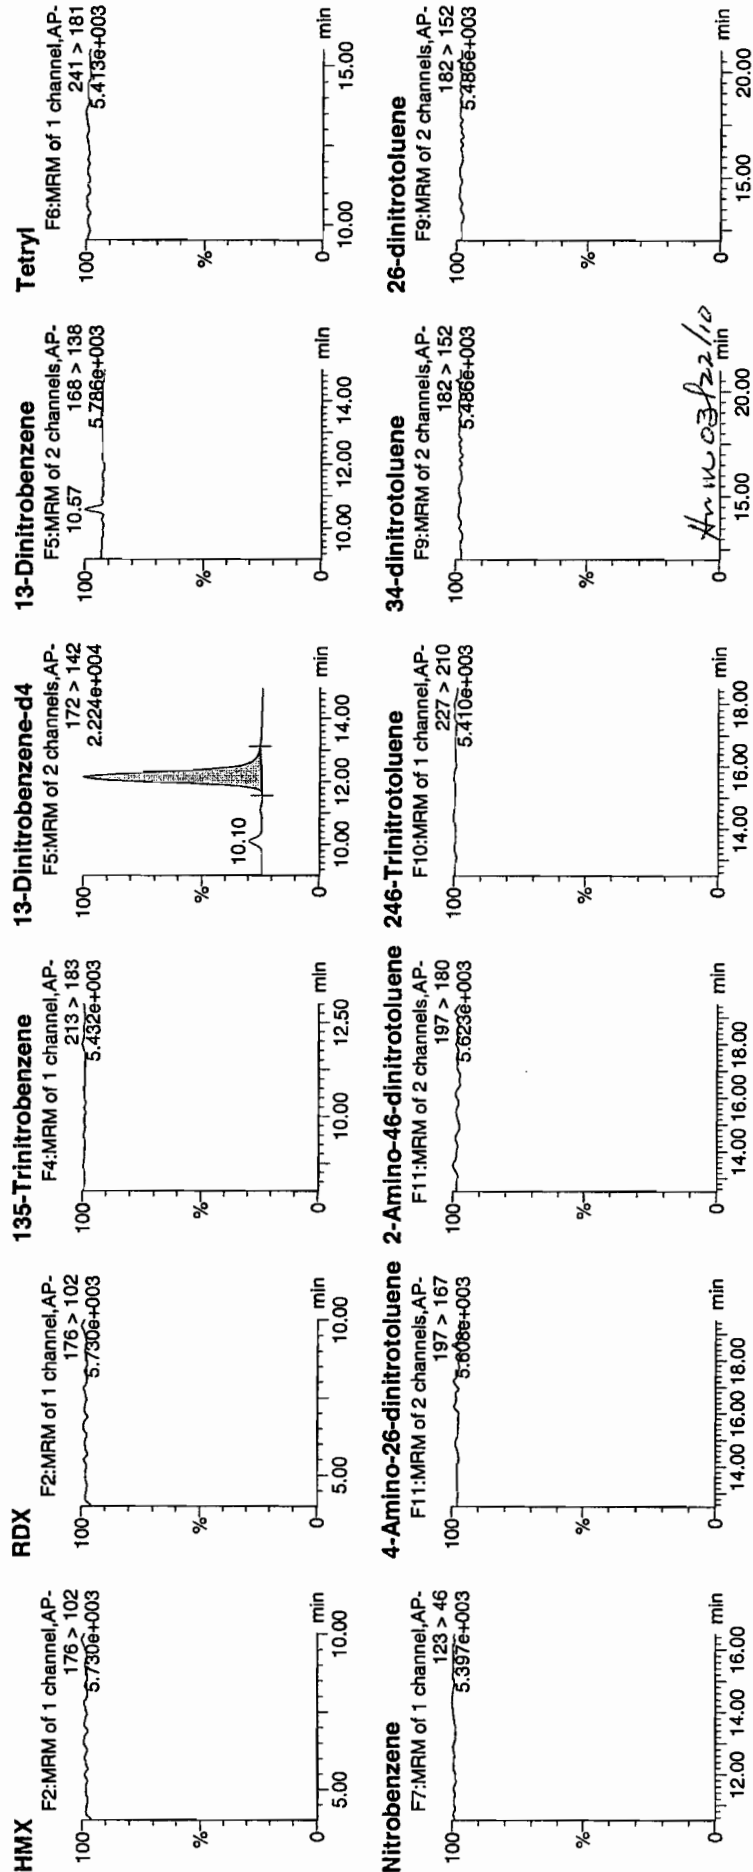 HMX
F2:MRM of 1 channel,AP-
176 > 102
5.730e+003
100
%
0
5.00
10.00
min
RDX
F2:MRM of 1 channel,AP-
176 > 102
5.730e+003
100
%
0
5.00
10.00
min
135-Trinitrobenzene
F4:MRM of 1 channel,AP-
213 > 183
5.432e+003
100
%
0
10.00
12.50
min
13-Dinitrobenzene-d4
F5:MRM of 2 channels,AP-
172 > 142
2.224e+004
100
10.10
%
0
10.00
12.00
14.00
min
13-Dinitrobenzene
F5:MRM of 2 channels,AP-
10.57
168 > 138
5.786e+003
100
%
0
10.00
12.00
14.00
min
Tetryl
F6:MRM of 1 channel,AP-
241 > 181
5.413e+003
100
%
0
10.00
15.00
min
Nitrobenzene
F7:MRM of 1 channel,AP-
123 > 46
5.397e+003
100
%
0
12.00
14.00
16.00
min
4-Amino-26-dinitrotoluene
F11:MRM of 2 channels,AP-
197 > 167
5.608e+003
100
%
0
14.00
16.00
18.00
min
2-Amino-46-dinitrotoluene
F11:MRM of 2 channels,AP-
197 > 180
5.623e+003
100
%
0
14.00
16.00
18.00
min
246-Trinitrotoluene
F10:MRM of 1 channel,AP-
227 > 210
5.410e+003
100
%
0
14.00
16.00
18.00
min
34-dinitrotoluene
F9:MRM of 2 channels,AP-
182 > 152
5.486e+003
100
%
0
15.00
20.00
min
03/22/10
26-dinitrotoluene
F9:MRM of 2 channels,AP-
182 > 152
5.486e+003
100
%
0
15.00
20.00
min